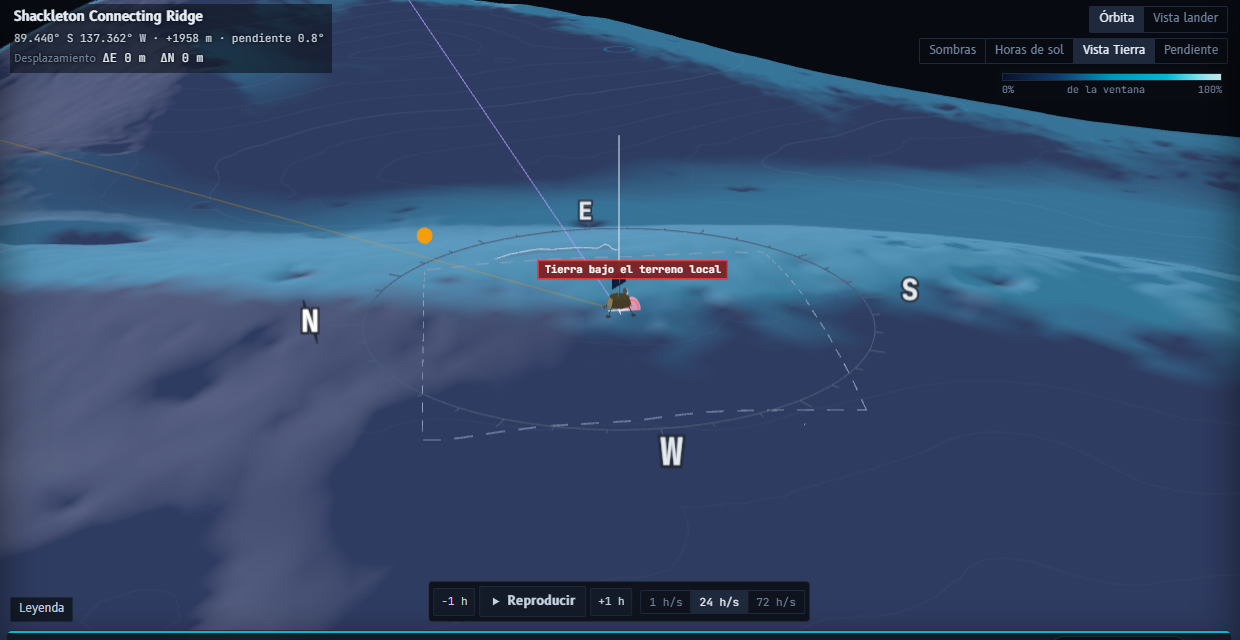 Shackleton Connecting Ridge
89.440° S 137.362° W · +1958 m · pendiente 0.8°
Desplazamiento ΔE 0 m ΔN 0 m
Órbita Vista lander
Sombras Horas de sol Vista Tierra Pendiente
0% de la ventana 100%
E
Tierra bajo el terreno local
S
N
W
-1 h ▶ Reproducir +1 h 1 h/s 24 h/s 72 h/s
Leyenda